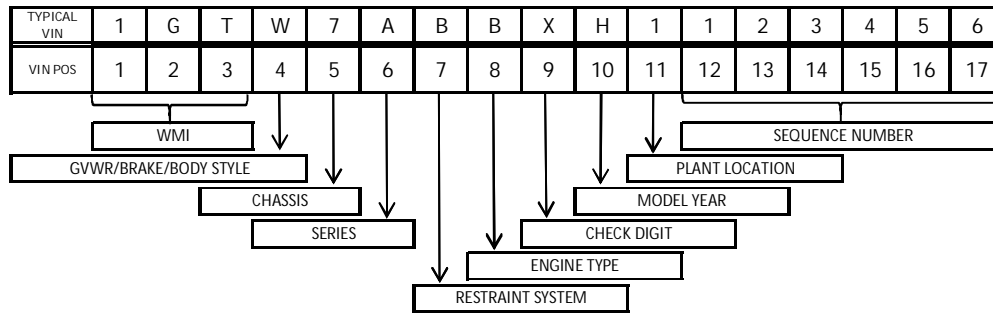 TYPICAL VIN 1 G T W 7 A B B X H 1 1 2 3 4 5 6
VIN POS 1 2 3 4 5 6 7 8 9 10 11 12 13 14 15 16 17
WMI SEQUENCE NUMBER
GVWR/BRAKE/BODY STYLE PLANT LOCATION
CHASSIS MODEL YEAR
SERIES CHECK DIGIT
ENGINE TYPE
RESTRAINT SYSTEM